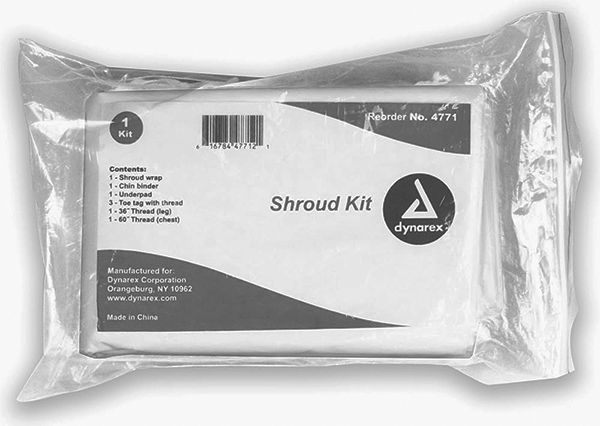 1
Kit
6 16784 47712 1
Reorder No. 4771
Contents:
1 - Shroud wrap
1 - Chin binder
1 - Underpad
3 - Toe tag with thread
1 - 36" Thread (leg)
1 - 60" Thread (chest)
Shroud Kit
dynarex
Manufactured for:
Dynarex Corporation
Orangeburg, NY 10962
www.dynarex.com
Made in China